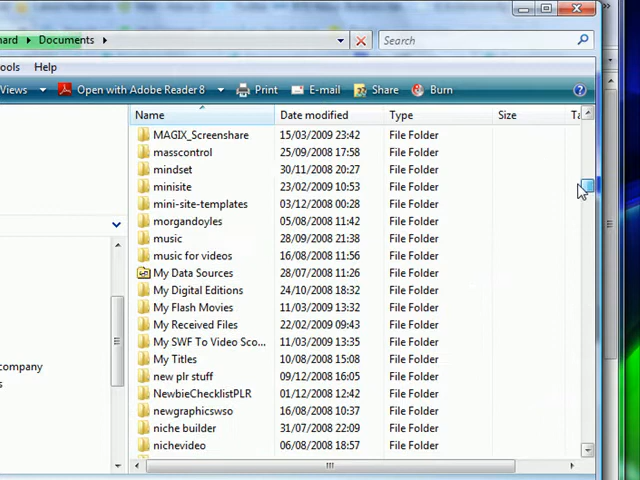 ard ▸ Documents ▸ Search
ools Help
Views Open with Adobe Reader 8 Print E-mail Share Burn
Name Date modified Type Size Ta
MAGIX_Screenshare 15/03/2009 23:42 File Folder
masscontrol 25/09/2008 17:58 File Folder
mindset 30/11/2008 20:27 File Folder
minisite 23/02/2009 10:53 File Folder
mini-site-templates 03/12/2008 00:28 File Folder
morgandoyles 05/08/2008 11:42 File Folder
music 28/09/2008 21:38 File Folder
music for videos 16/08/2008 11:56 File Folder
My Data Sources 28/07/2008 11:26 File Folder
My Digital Editions 24/10/2008 18:32 File Folder
My Flash Movies 11/03/2009 13:32 File Folder
My Received Files 22/02/2009 09:43 File Folder
My SWF To Video Sco... 11/03/2009 13:35 File Folder
My Titles 10/08/2008 15:08 File Folder
company
new plr stuff 09/12/2008 16:05 File Folder
s
NewbieChecklistPLR 01/12/2008 12:42 File Folder
newgraphicswso 16/08/2008 10:37 File Folder
niche builder 31/07/2008 22:09 File Folder
nichevideo 06/08/2008 18:57 File Folder